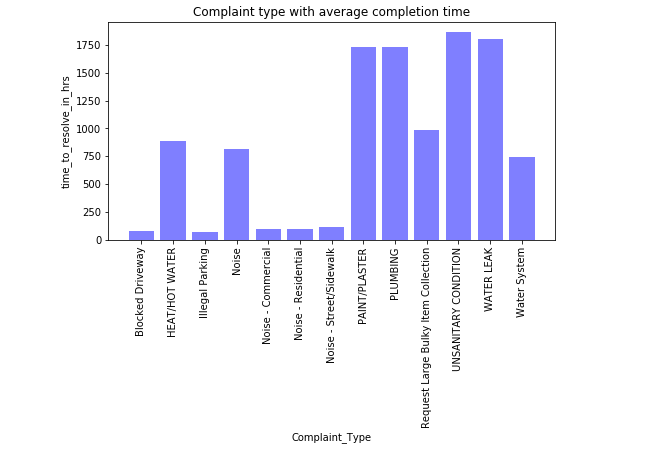 Complaint type with average completion time
time_to_resolve_in_hrs
1750
1500
1250
1000
750
500
250
0
Blocked Driveway
HEAT/HOT WATER
Illegal Parking
Noise
Noise - Commercial
Noise - Residential
Noise - Street/Sidewalk
PAINT/PLASTER
PLUMBING
Request Large Bulky Item Collection
UNSANITARY CONDITION
WATER LEAK
Water System
Complaint_Type